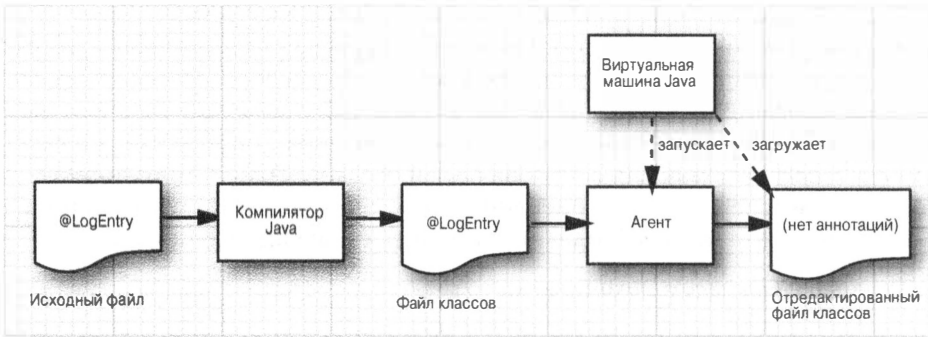 Виртуальная
машина Java
запускает
загружает
@LogEntry
Компилятор
Java
@LogEntry
Агент
(нет аннотаций)
Исходный файл
Файл классов
Отредактированный
файл классов